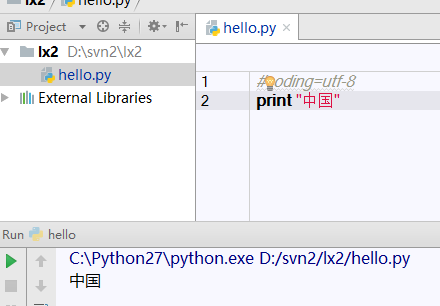 lx2 hello.py
Project
hello.py
lx2 D:\svn2\lx2
hello.py
External Libraries
1 #coding=utf-8
2 print "中国"
Run hello
C:\Python27\python.exe D:/svn2/lx2/hello.py
中国